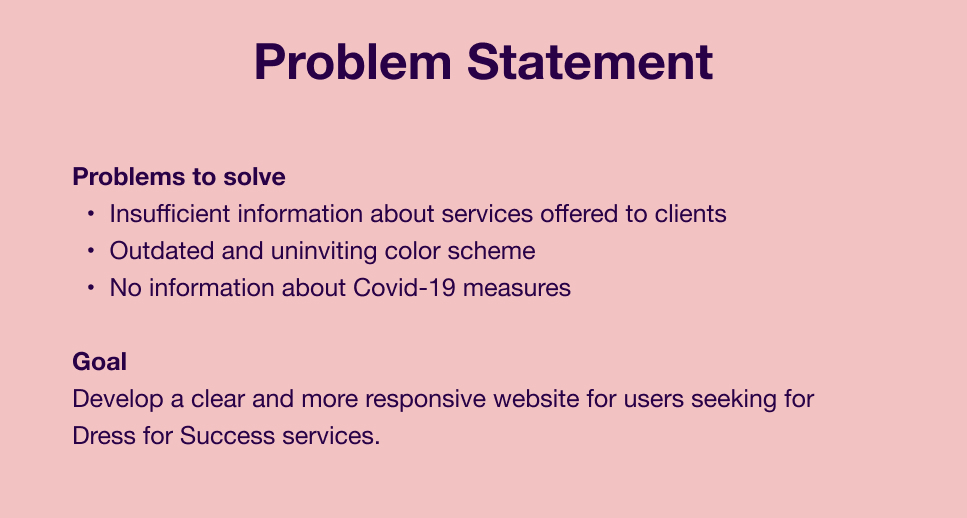 Problem Statement
Problems to solve
• Insufficient information about services offered to clients
• Outdated and uninviting color scheme
• No information about Covid-19 measures
Goal
Develop a clear and more responsive website for users seeking for
Dress for Success services.